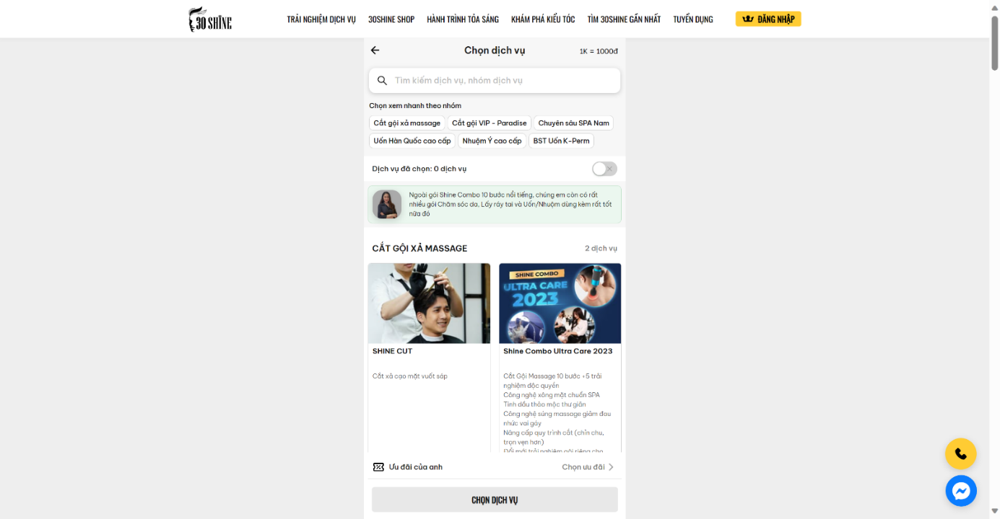 30 SHINE
TRẢI NGHIỆM DỊCH VỤ
30SHINE SHOP
HÀNH TRÌNH TỎA SÁNG
KHÁM PHÁ KIỂU TÓC
TÌM 30SHINE GẦN NHẤT
TUYỂN DỤNG
ĐĂNG NHẬP
Chọn dịch vụ
1K = 1000đ
Tìm kiếm dịch vụ, nhóm dịch vụ
Chọn xem nhanh theo nhóm
Cắt gội xả massage
Cắt gội VIP - Paradise
Chuyên sâu SPA Nam
Uốn Hàn Quốc cao cấp
Nhuộm Ý cao cấp
BST Uốn K-Perm
Dịch vụ đã chọn: 0 dịch vụ
Ngoài gói Shine Combo 10 bước nổi tiếng, chúng em còn có rất
nhiều gói Chăm sóc da, Lấy ráy tai và Uốn/Nhuộm dùng kèm rất tốt
nữa đó
CẮT GỘI XẢ MASSAGE
2 dịch vụ
SHINE COMBO
ULTRA CARE
2023
SHINE CUT
Cắt xả cạo mặt vuốt sáp
Shine Combo Ultra Care 2023
Cắt Gội Massage 10 bước +5 trải
nghiệm độc quyền
Công nghệ xông mặt chuẩn SPA
Tinh dầu thảo mộc thư giãn
Công nghệ súng massage giảm đau
nhức vai gáy
Nâng cấp quy trình cắt (chỉn chu,
trọn vẹn hơn)
Đổi mới trải nghiệm gội riêng cho
Ưu đãi của anh
Chọn ưu đãi
CHỌN DỊCH VỤ